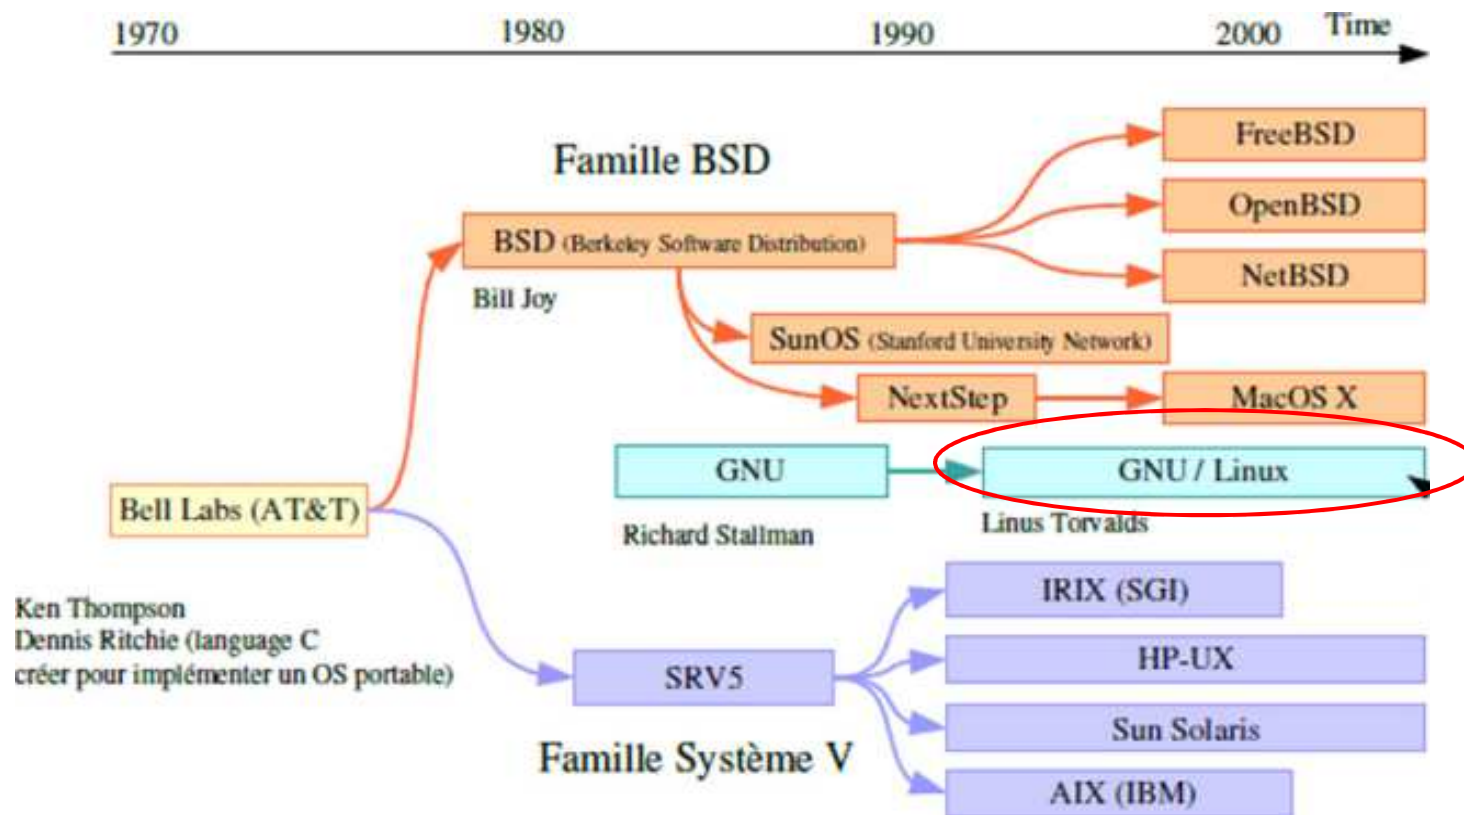 1970 1980 1990 2000 Time
FreeBSD
Famille BSD
OpenBSD
BSD (Berkeley Software Distribution)
NetBSD
Bill Joy
SunOS (Stanford University Network)
NextStep MacOS X
GNU GNU / Linux
Bell Labs (AT&T)
Richard Stallman Linus Torvalds
IRIX (SGI)
Ken Thompson
Dennis Ritchie (language C
créer pour implémenter un OS portable)
HP-UX
SRV5
Sun Solaris
Famille Système V
AIX (IBM)